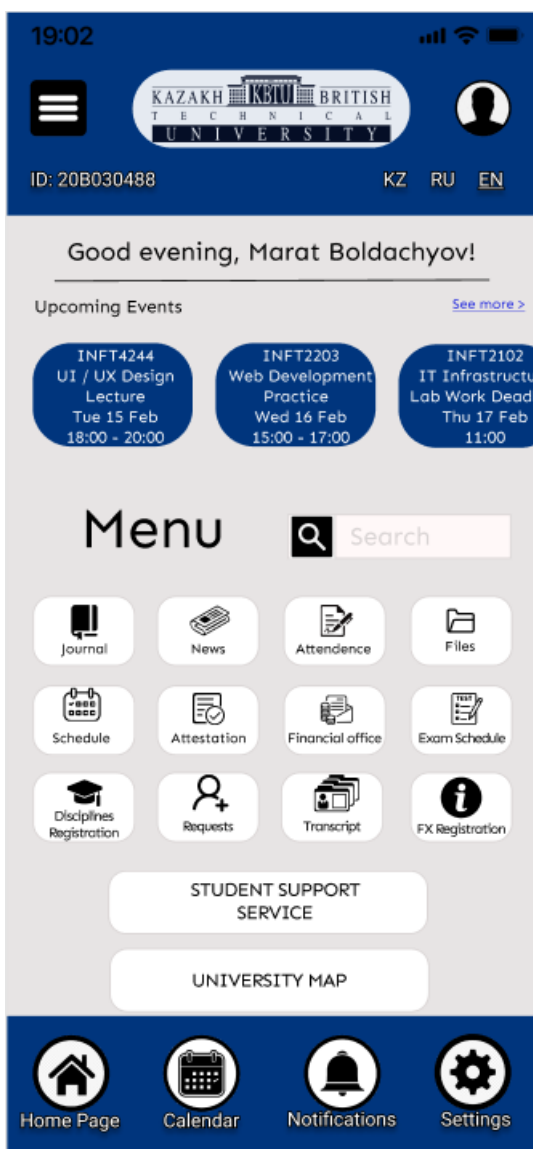 19:02
KAZAKH KBTU BRITISH
TECHNICAL
UNIVERSITY
ID: 20B030488
KZ RU EN
Good evening, Marat Boldachyov!
Upcoming Events
See more >
INFT4244
UI / UX Design
Lecture
Tue 15 Feb
18:00 - 20:00
INFT2203
Web Development
Practice
Wed 16 Feb
15:00 - 17:00
INFT2102
IT Infrastructu
Lab Work Dead
Thu 17 Feb
11:00
Menu
Search
Journal
News
Attendence
Files
Schedule
Attestation
Financial office
TEST
Exam Schedule
Disciplines
Registration
Requests
Transcript
FX Registration
STUDENT SUPPORT
SERVICE
UNIVERSITY MAP
Home Page
Calendar
Notifications
Settings